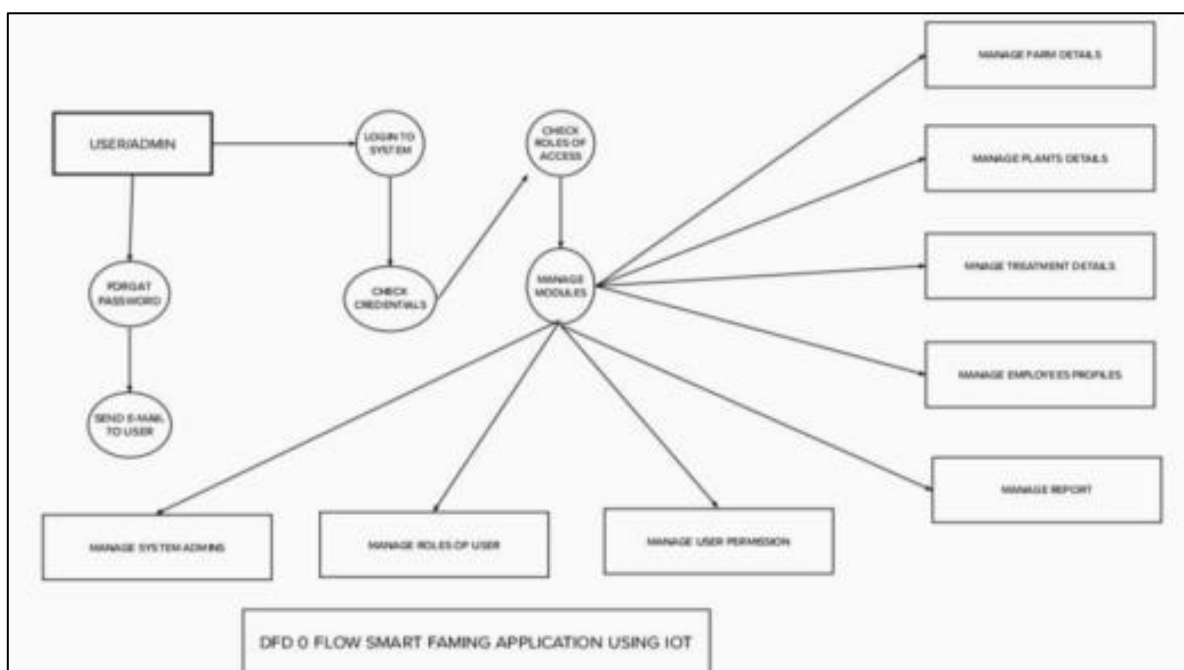 MANAGE FARM DETAILS
USER/ADMIN
LOGIN TO
SYSTEM
CHECK
ROLES OF
ACCESS
MANAGE PLANTS DETAILS
MNAGE TREATMENT DETAILS
FORGAT
PASSWORD
CHECK
CREDENTIALS
MANAGE
MODULES
MANAGE EMPLOYEES PROFILES
SEND E-MAIL
TO USER
MANAGE REPORT
MANAGE SYSTEM ADMINS
MANAGE ROLES OF USER
MANAGE USER PERMISSION
DFD 0 FLOW SMART FAMING APPLICATION USING IOT